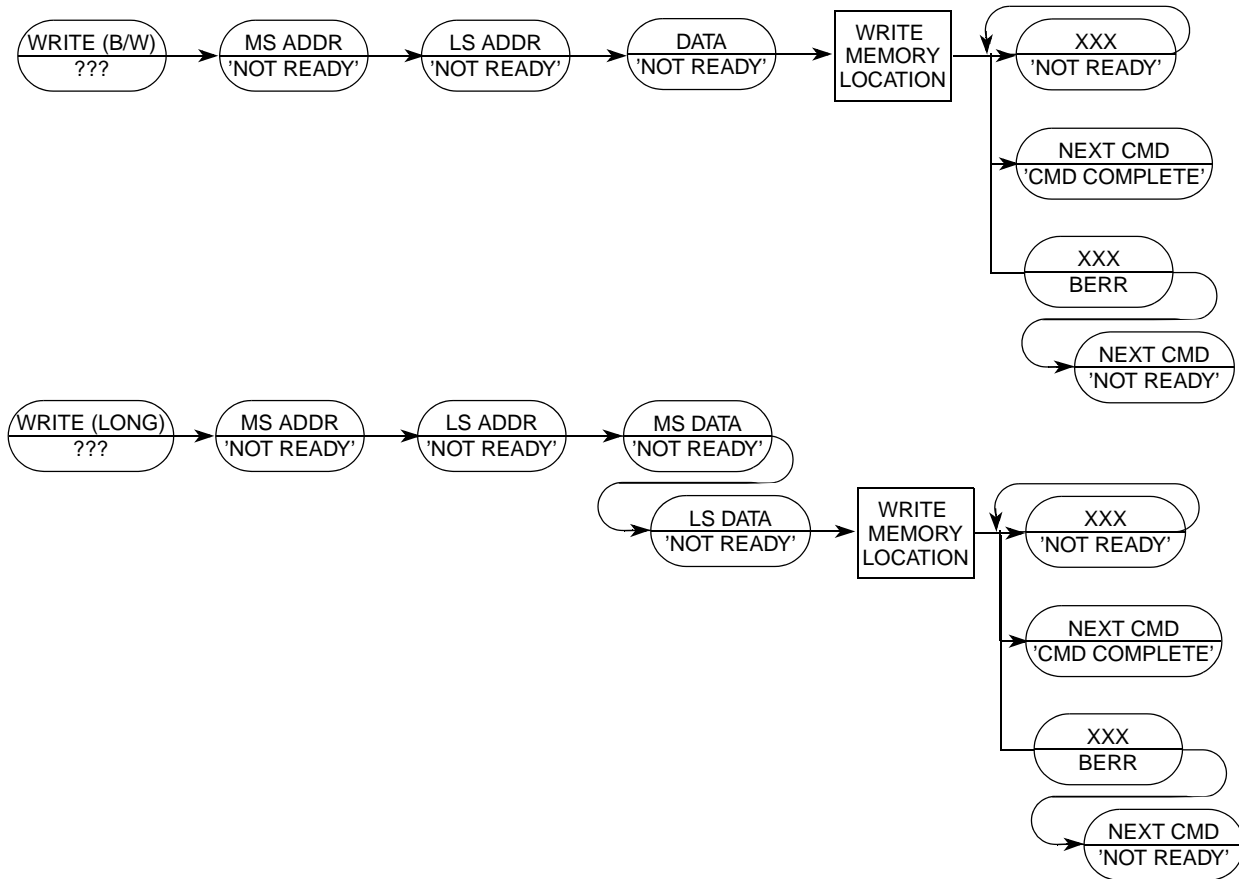 WRITE (B/W)
???
MS ADDR
'NOT READY'
LS ADDR
'NOT READY'
DATA
'NOT READY'
WRITE
MEMORY
LOCATION
XXX
'NOT READY'
NEXT CMD
'CMD COMPLETE'
XXX
BERR
NEXT CMD
'NOT READY'
WRITE (LONG)
???
MS ADDR
'NOT READY'
LS ADDR
'NOT READY'
MS DATA
'NOT READY'
LS DATA
'NOT READY'
WRITE
MEMORY
LOCATION
XXX
'NOT READY'
NEXT CMD
'CMD COMPLETE'
XXX
BERR
NEXT CMD
'NOT READY'